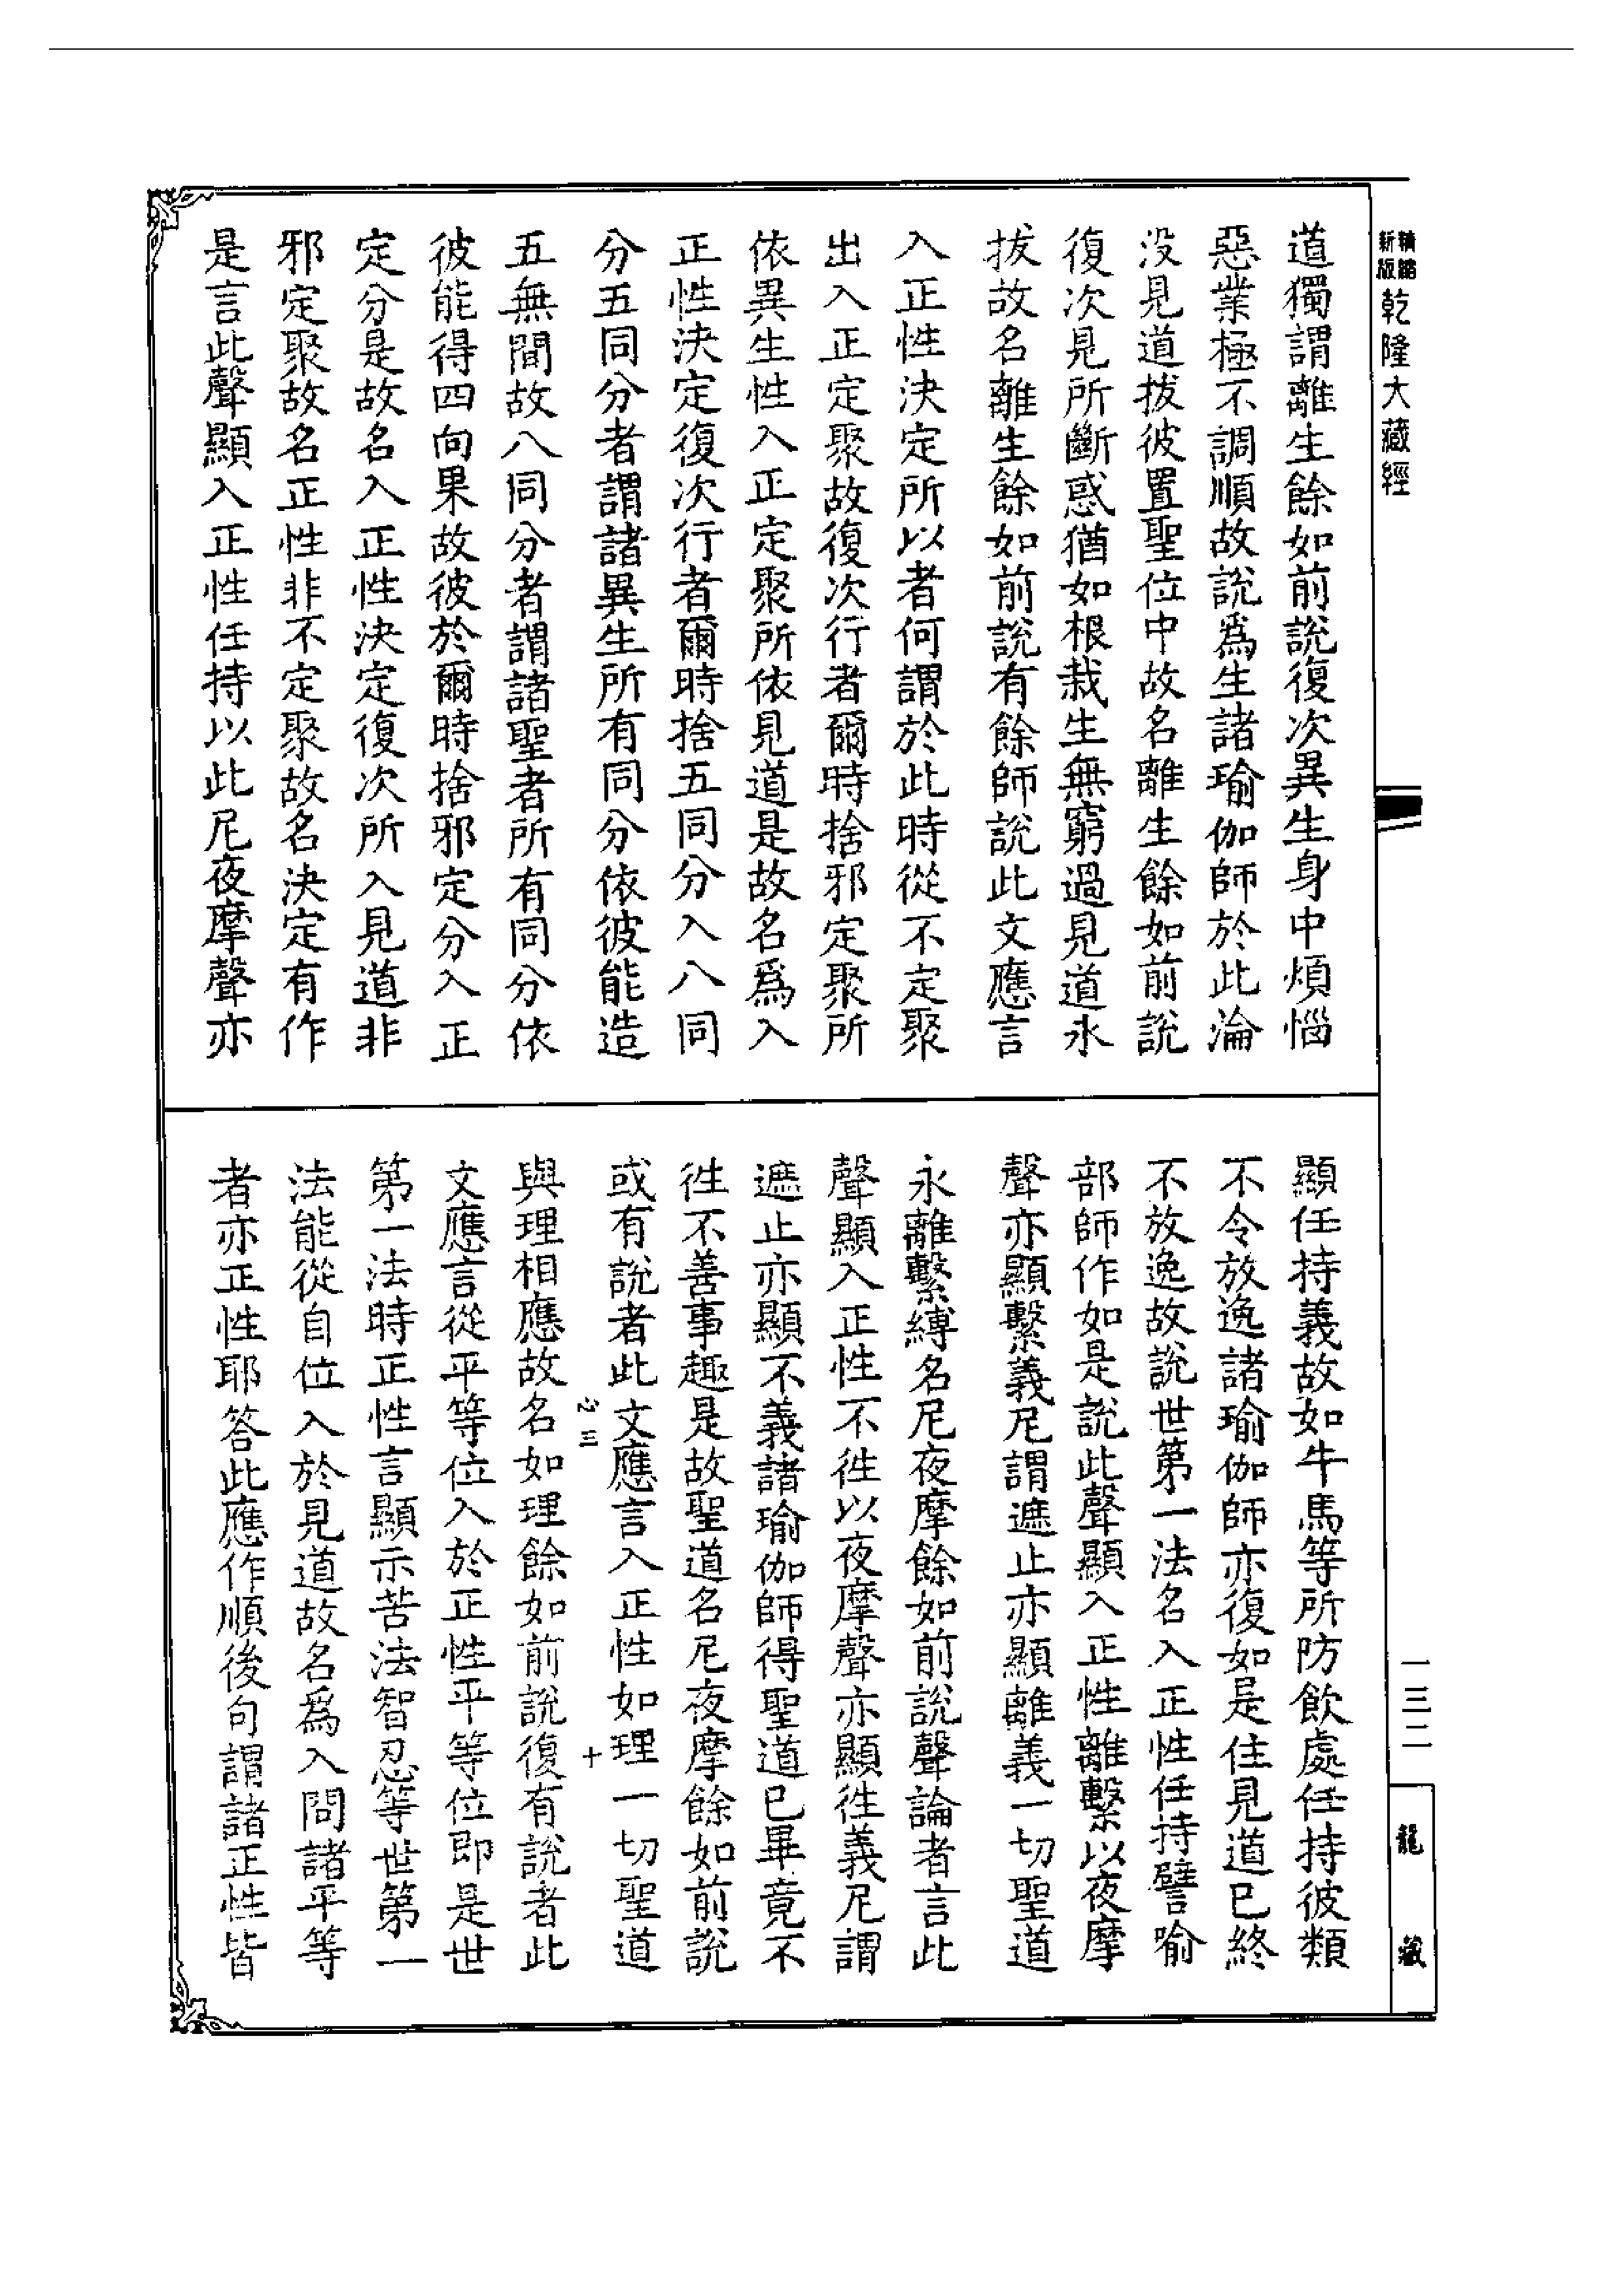 精縮新版乾隆大藏經
道獨謂離生餘如前說復次異生身中煩惱
惡業極不調順故說為生諸瑜伽師於此淪
没見道拔彼置聖位中故名離生餘如前說
復次見所斷惑猶如根栽生無窮過見道永
拔故名離生餘如前說有餘師說此文應言
入正性決定所以者何謂於此時從不定聚
出入正定聚故復次行者爾時捨邪定聚所
依異生性入正定聚所依見道是故名為入
正性決定復次行者爾時捨五同分入八同
分五同分者謂諸異生所有同分依彼能造
五無間故八同分者謂諸聖者所有同分依
彼能得四向果故彼於爾時捨邪定分入正
定分是故名入正性決定復次所入見道非
邪定聚故名正性非不定聚故名決定有作
是言此聲顯入正性任持以此尼夜摩聲亦
顯任持義故如牛馬等所防飲處任持彼類
不令放逸諸瑜伽師亦復如是住見道已終
不放逸故說世第一法名入正性任持譬喻
部師作如是說此聲顯入正性離繫以夜摩
聲亦顯繫義尼謂遮止亦顯離義一切聖道
永離繫縛名尼夜摩餘如前說聲論者言此
聲顯入正性不往以夜摩聲亦顯往義尼謂
遮止亦顯不義諸瑜伽師得聖道已畢竟不
往不善事趣是故聖道名尼夜摩餘如前說
或有說者此文應言入正性如理一切聖道
心三 十
與理相應故名如理餘如前說復有說者此
文應言從平等位入於正性平等位即是世
第一法時正性言顯示苦法智忍等世第一
法能從自位入於見道故名為入問諸平等
者亦正性耶答此應作順後句謂諸正性皆
一三二
龍藏